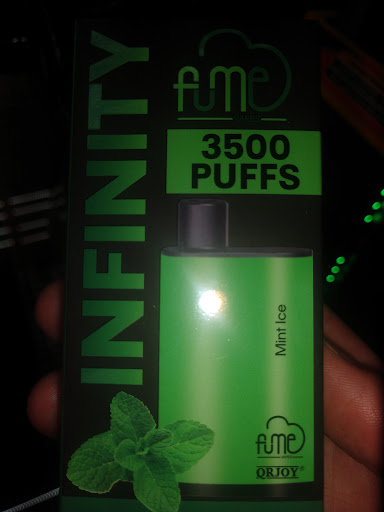 INFINITY
fume
3500
PUFFS
Mint Ice
fume
QRJOY®